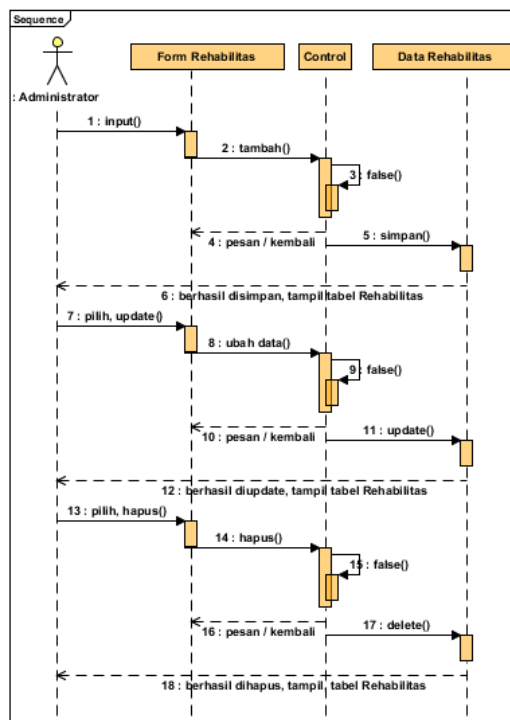 Sequence
Form Rehabilitas
Control
Data Rehabilitas
: Administrator
1 : input()
2 : tambah()
3 : false()
4 : pesan / kembali
5 : simpan()
6 : berhasil disimpan, tampil tabel Rehabilitas
7 : pilih, update()
8 : ubah data()
9 : false()
10 : pesan / kembali
11 : update()
12 : berhasil diupdate, tampil tabel Rehabilitas
13 : pilih, hapus()
14 : hapus()
15 : false()
16 : pesan / kembali
17 : delete()
18 : berhasil dihapus, tampil, tabel Rehabilitas